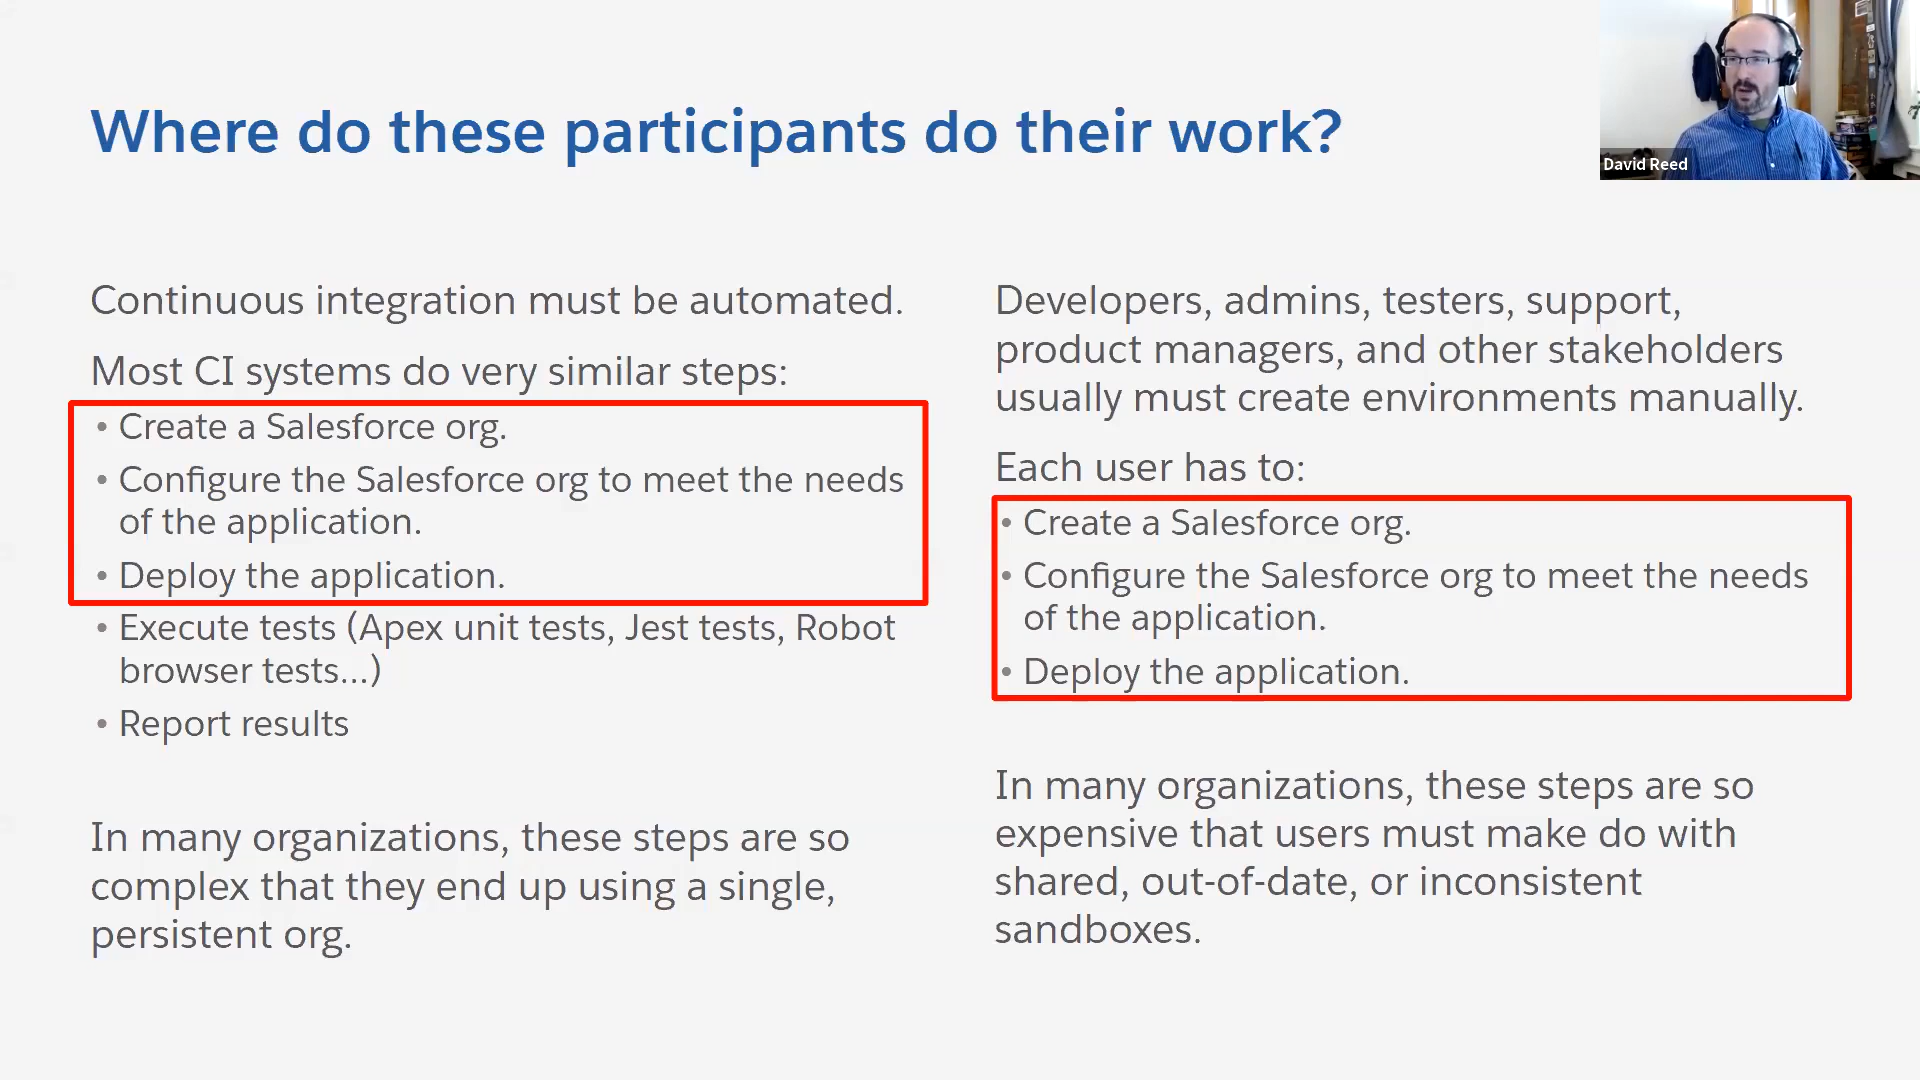 Where do these participants do their work?
David Reed
Continuous integration must be automated.
Most CI systems do very similar steps:
• Create a Salesforce org.
• Configure the Salesforce org to meet the needs
of the application.
• Deploy the application.
• Execute tests (Apex unit tests, Jest tests, Robot
browser tests...)
• Report results
In many organizations, these steps are so
complex that they end up using a single,
persistent org.
Developers, admins, testers, support,
product managers, and other stakeholders
usually must create environments manually.
Each user has to:
• Create a Salesforce org.
• Configure the Salesforce org to meet the needs
of the application.
• Deploy the application.
In many organizations, these steps are so
expensive that users must make do with
shared, out-of-date, or inconsistent
sandboxes.